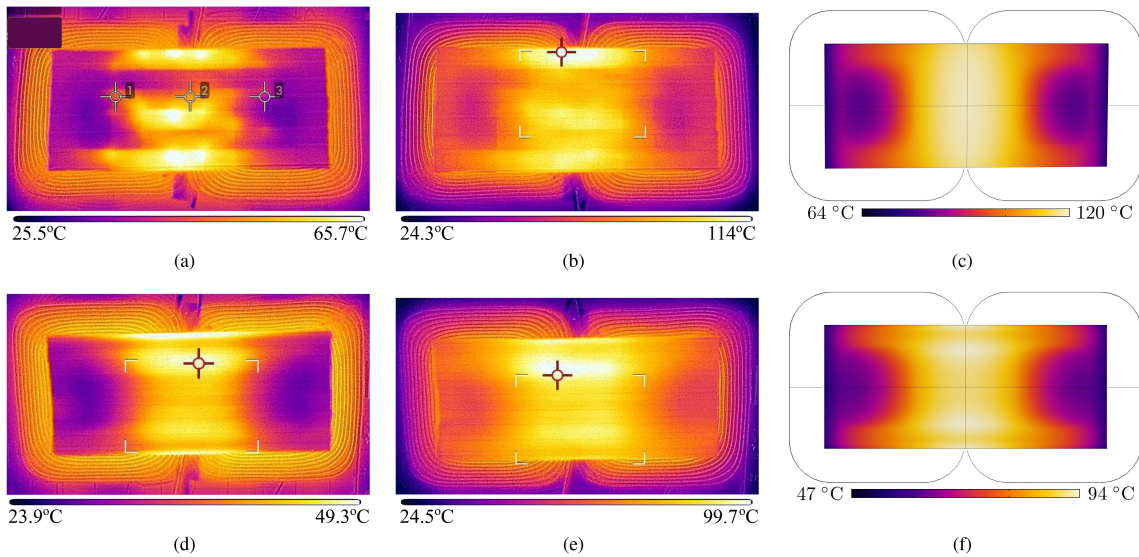 1 2 3
25.5ºC 65.7ºC
24.3ºC 114ºC
64 °C 120 °C
(a) (b) (c)
23.9ºC 49.3ºC
24.5ºC 99.7ºC
47 °C 94 °C
(d) (e) (f)